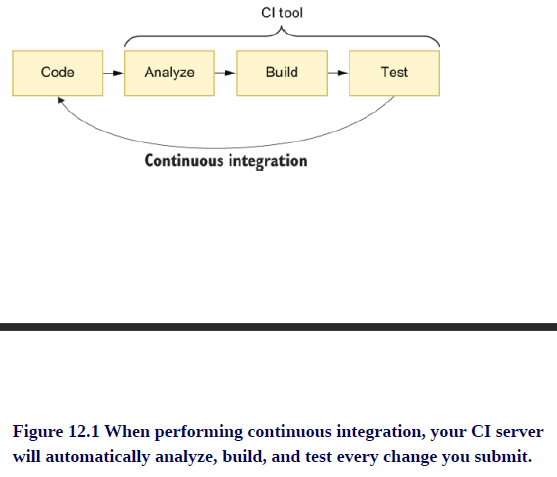 CI tool
Code
Analyze
Build
Test
Continuous integration
Figure 12.1 When performing continuous integration, your CI server
will automatically analyze, build, and test every change you submit.